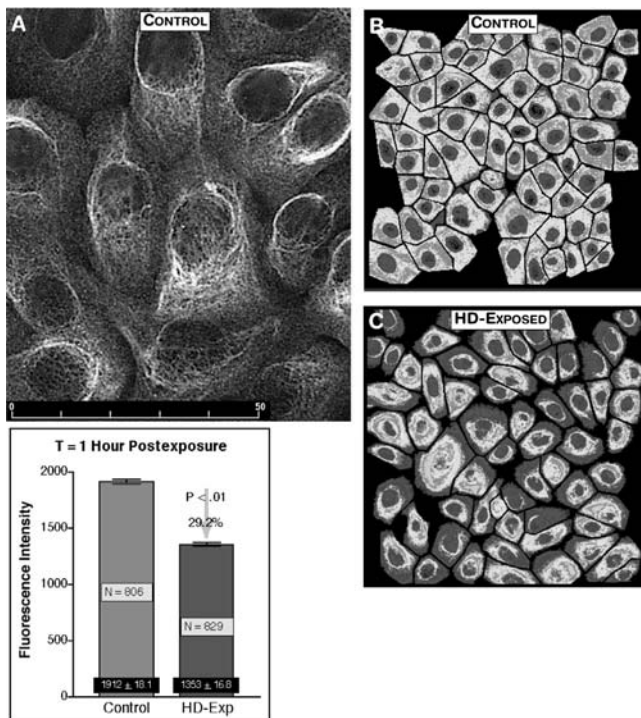 A
CONTROL
0
50
B
CONTROL
C
HD-EXPOSED
T = 1 Hour Postexposure
Fluorescence Intensity
2000
1500
1000
500
0
P < .01
29.2%
N = 806
N = 829
1912 ± 18.1
1353 ± 16.8
Control
HD-Exp